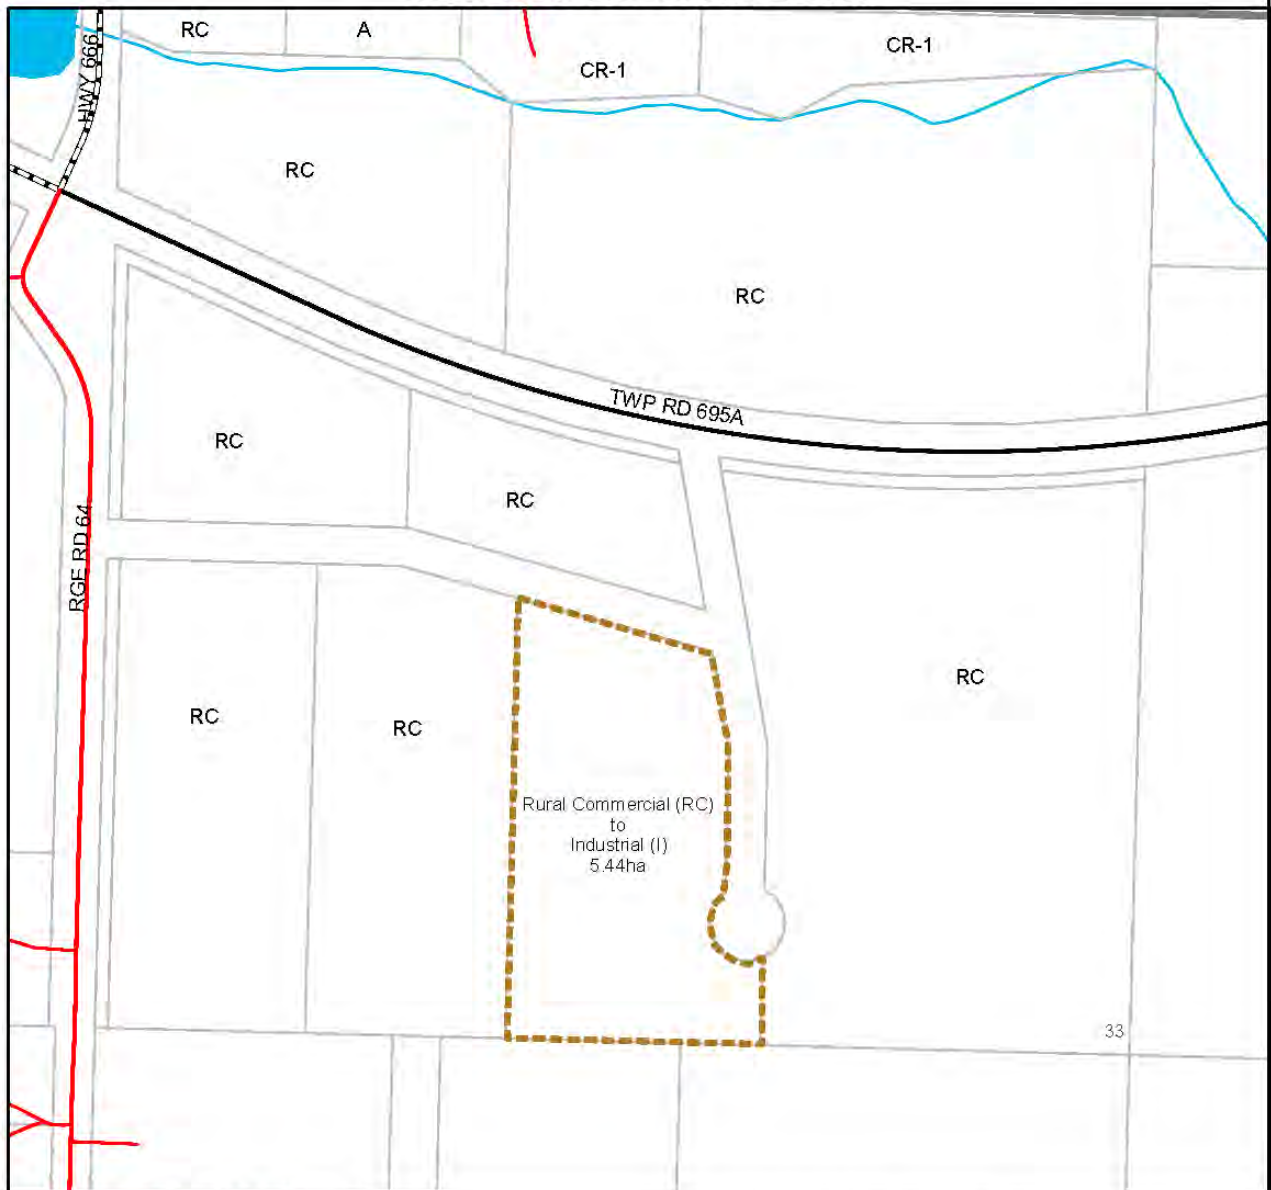 RC
A
CR-1
CR-1
HWY 666
RC
RC
TWP RD 695A
RC
RC
RGE RD 64
RC
RC
RC
Rural Commercial (RC)
to
Industrial (I)
5.44ha
33